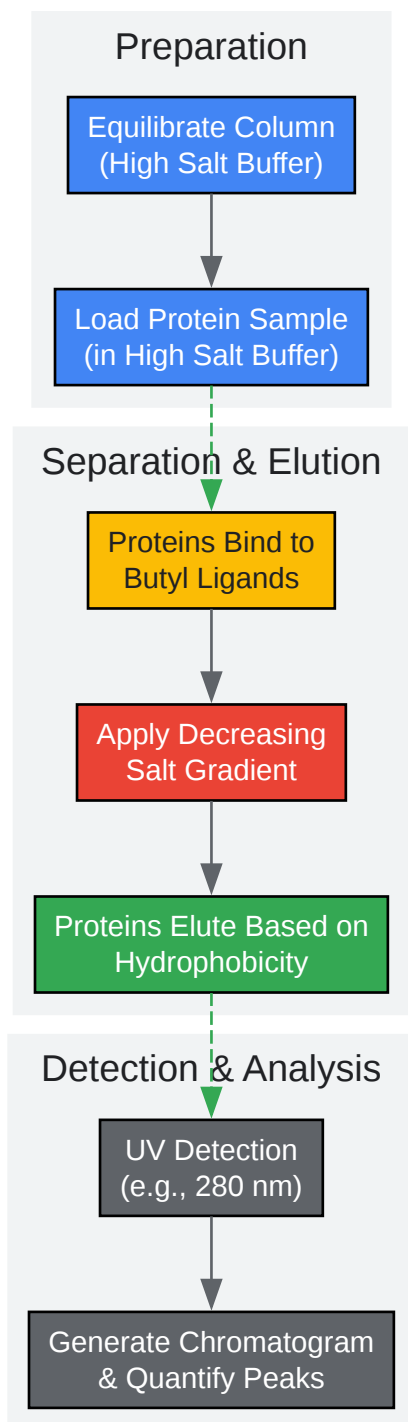 Preparation
Equilibrate Column
(High Salt Buffer)
Load Protein Sample
(in High Salt Buffer)
Separation & Elution
Proteins Bind to
Butyl Ligands
Apply Decreasing
Salt Gradient
Proteins Elute Based on
Hydrophobicity
Detection & Analysis
UV Detection
(e.g., 280 nm)
Generate Chromatogram
& Quantify Peaks